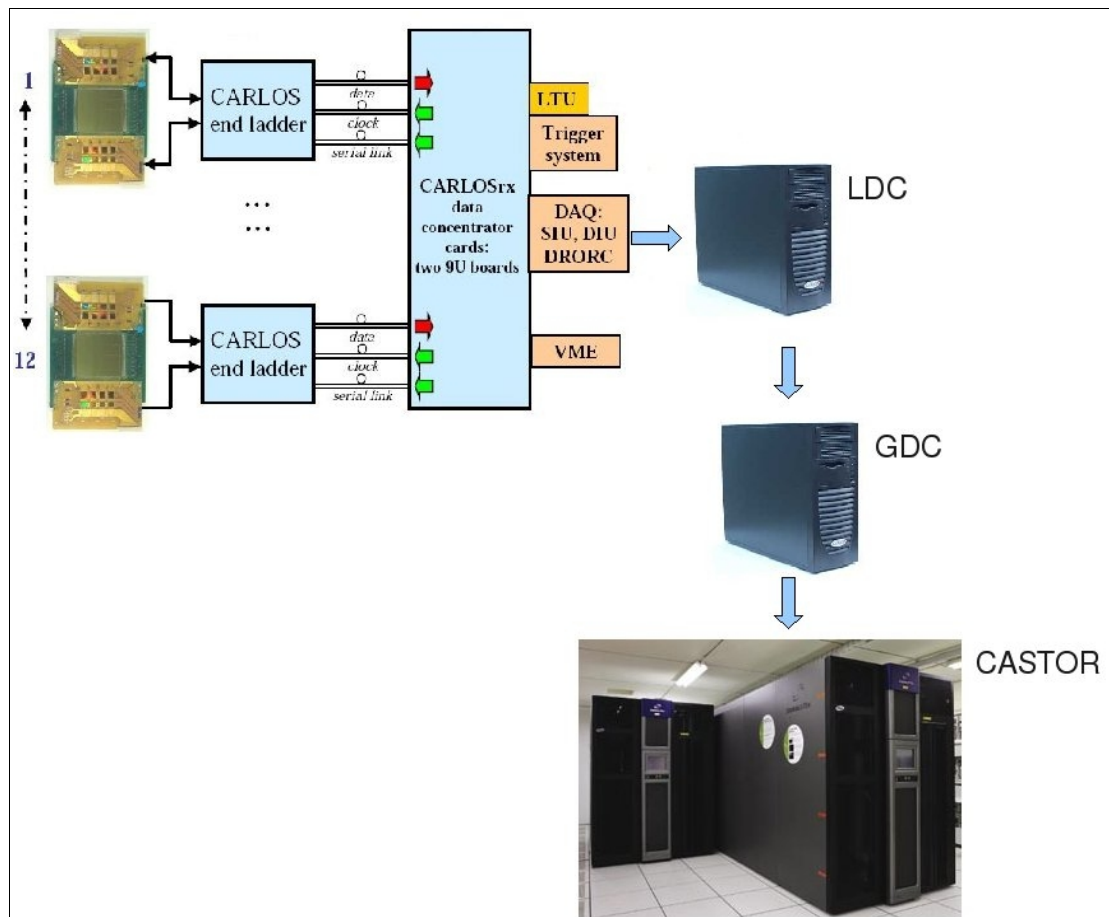 1
CARLOS
end ladder
data
clock
serial link
...
...
12
CARLOS
end ladder
data
clock
serial link
CARLOSrx
data
concentrator
cards:
two 9U boards
LTU
Trigger
system
DAQ:
SIU, DIU
DRORC
VME
LDC
GDC
CASTOR